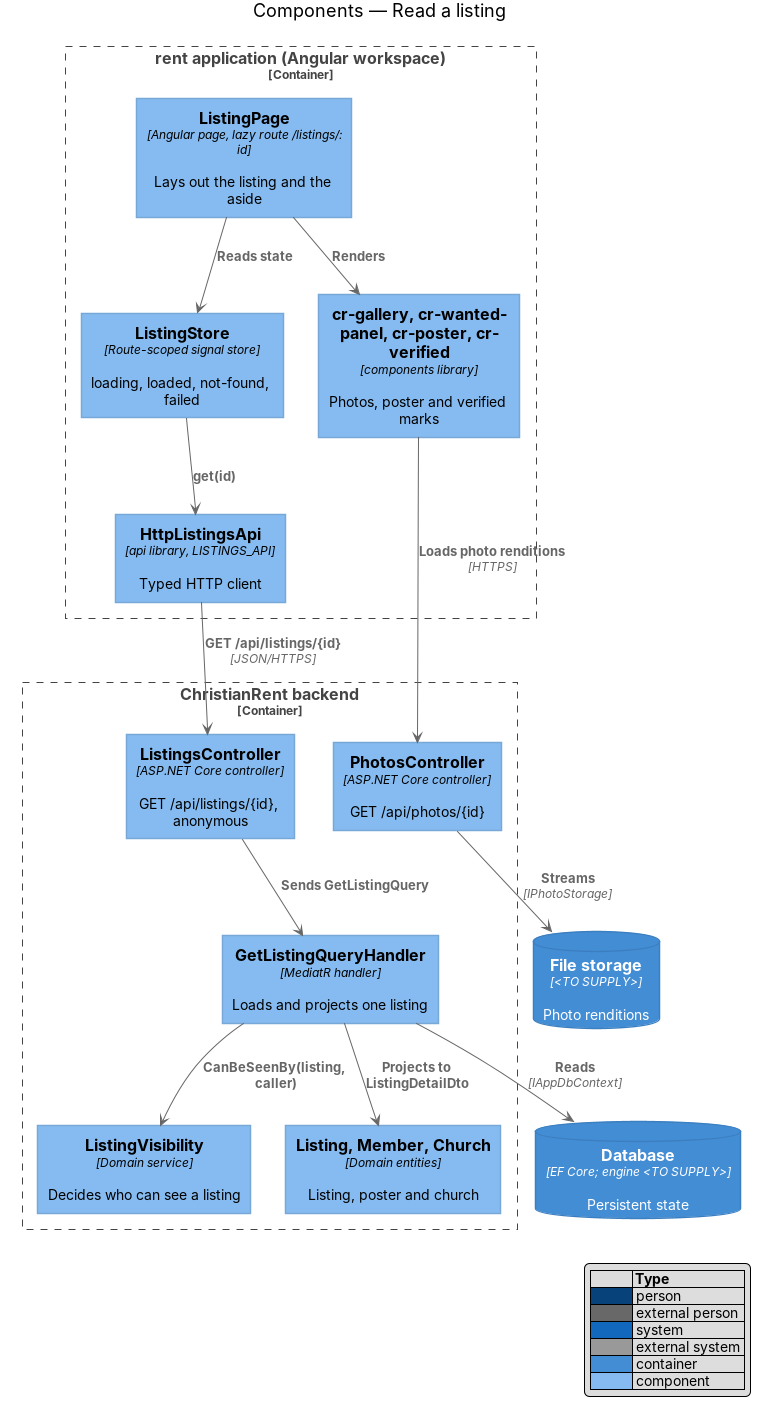 Components — Read a listing
rent application (Angular workspace)
[Container]
ListingPage
[Angular page, lazy route /listings/:
id]
Lays out the listing and the
aside
Reads state
Renders
ListingStore
[Route-scoped signal store]
loading, loaded, not-found,
failed
cr-gallery, cr-wanted-
panel, cr-poster, cr-
verified
[components library]
Photos, poster and verified
marks
get(id)
HttpListingsApi
[api library, LISTINGS_API]
Typed HTTP client
Loads photo renditions
[HTTPS]
GET /api/listings/{id}
[JSON/HTTPS]
ChristianRent backend
[Container]
ListingsController
[ASP.NET Core controller]
GET /api/listings/{id},
anonymous
PhotosController
[ASP.NET Core controller]
GET /api/photos/{id}
Sends GetListingQuery
Streams
[IPhotoStorage]
GetListingQueryHandler
[MediatR handler]
Loads and projects one listing
File storage
[<TO SUPPLY>]
Photo renditions
CanBeSeenBy(listing,
caller)
Projects to
ListingDetailDto
Reads
[IAppDbContext]
ListingVisibility
[Domain service]
Decides who can see a listing
Listing, Member, Church
[Domain entities]
Listing, poster and church
Database
[EF Core; engine <TO SUPPLY>]
Persistent state
Type
person
external person
system
external system
container
component